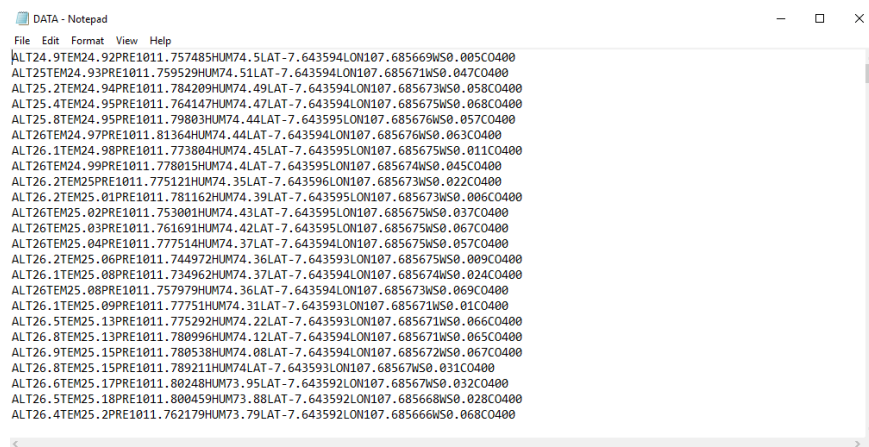 DATA - Notepad
File Edit Format View Help
ALT24.9TEM24.92PRE1011.757485HUM74.5LAT-7.643594LON107.685669WS0.005CO400
ALT25TEM24.93PRE1011.759529HUM74.51LAT-7.643594LON107.685671WS0.047CO400
ALT25.2TEM24.94PRE1011.784209HUM74.49LAT-7.643594LON107.685673WS0.058CO400
ALT25.4TEM24.95PRE1011.764147HUM74.47LAT-7.643594LON107.685675WS0.068CO400
ALT25.8TEM24.95PRE1011.79803HUM74.44LAT-7.643595LON107.685676WS0.057CO400
ALT26TEM24.97PRE1011.81364HUM74.44LAT-7.643594LON107.685676WS0.063CO400
ALT26.1TEM24.98PRE1011.773804HUM74.45LAT-7.643595LON107.685675WS0.011CO400
ALT26TEM24.99PRE1011.778015HUM74.4LAT-7.643595LON107.685674WS0.045CO400
ALT26.2TEM25PRE1011.775121HUM74.35LAT-7.643596LON107.685673WS0.022CO400
ALT26.2TEM25.01PRE1011.781162HUM74.39LAT-7.643595LON107.685673WS0.006CO400
ALT26TEM25.02PRE1011.753001HUM74.43LAT-7.643595LON107.685675WS0.037CO400
ALT26TEM25.03PRE1011.761691HUM74.42LAT-7.643595LON107.685675WS0.067CO400
ALT26TEM25.04PRE1011.777514HUM74.37LAT-7.643594LON107.685675WS0.057CO400
ALT26.2TEM25.06PRE1011.744972HUM74.36LAT-7.643593LON107.685675WS0.009CO400
ALT26.1TEM25.08PRE1011.734962HUM74.37LAT-7.643594LON107.685674WS0.024CO400
ALT26TEM25.08PRE1011.757979HUM74.36LAT-7.643594LON107.685673WS0.069CO400
ALT26.1TEM25.09PRE1011.77751HUM74.31LAT-7.643593LON107.685671WS0.01CO400
ALT26.5TEM25.13PRE1011.775292HUM74.22LAT-7.643593LON107.685671WS0.066CO400
ALT26.8TEM25.13PRE1011.780996HUM74.12LAT-7.643594LON107.685671WS0.065CO400
ALT26.9TEM25.15PRE1011.780538HUM74.08LAT-7.643594LON107.685672WS0.067CO400
ALT26.8TEM25.15PRE1011.789211HUM74LAT-7.643593LON107.68567WS0.031CO400
ALT26.6TEM25.17PRE1011.80248HUM73.95LAT-7.643592LON107.68567WS0.032CO400
ALT26.5TEM25.18PRE1011.800459HUM73.88LAT-7.643592LON107.685668WS0.028CO400
ALT26.4TEM25.2PRE1011.762179HUM73.79LAT-7.643592LON107.685666WS0.068CO400